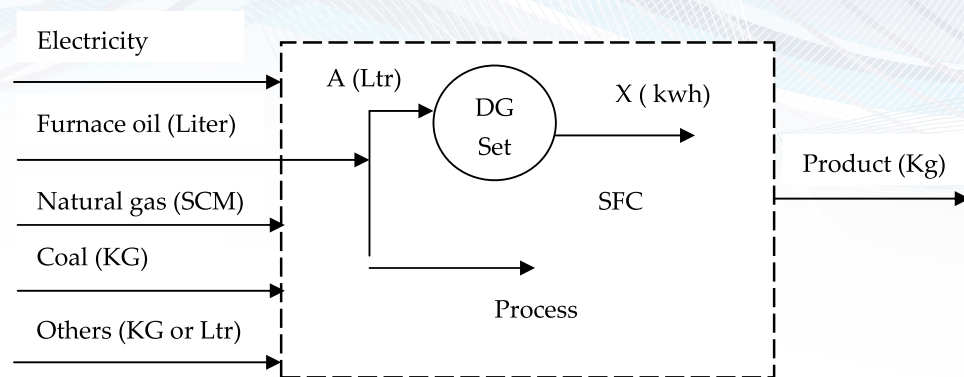 Electricity
A (Ltr)
DG
Set
X ( kwh)
Furnace oil (Liter)
Product (Kg)
Natural gas (SCM)
SFC
Coal (KG)
Process
Others (KG or Ltr)